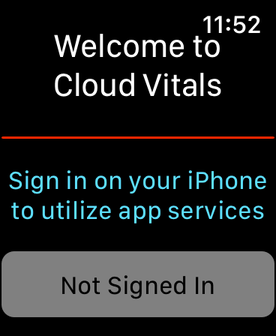 11:52
Welcome to
Cloud Vitals
Sign in on your iPhone
to utilize app services
Not Signed In